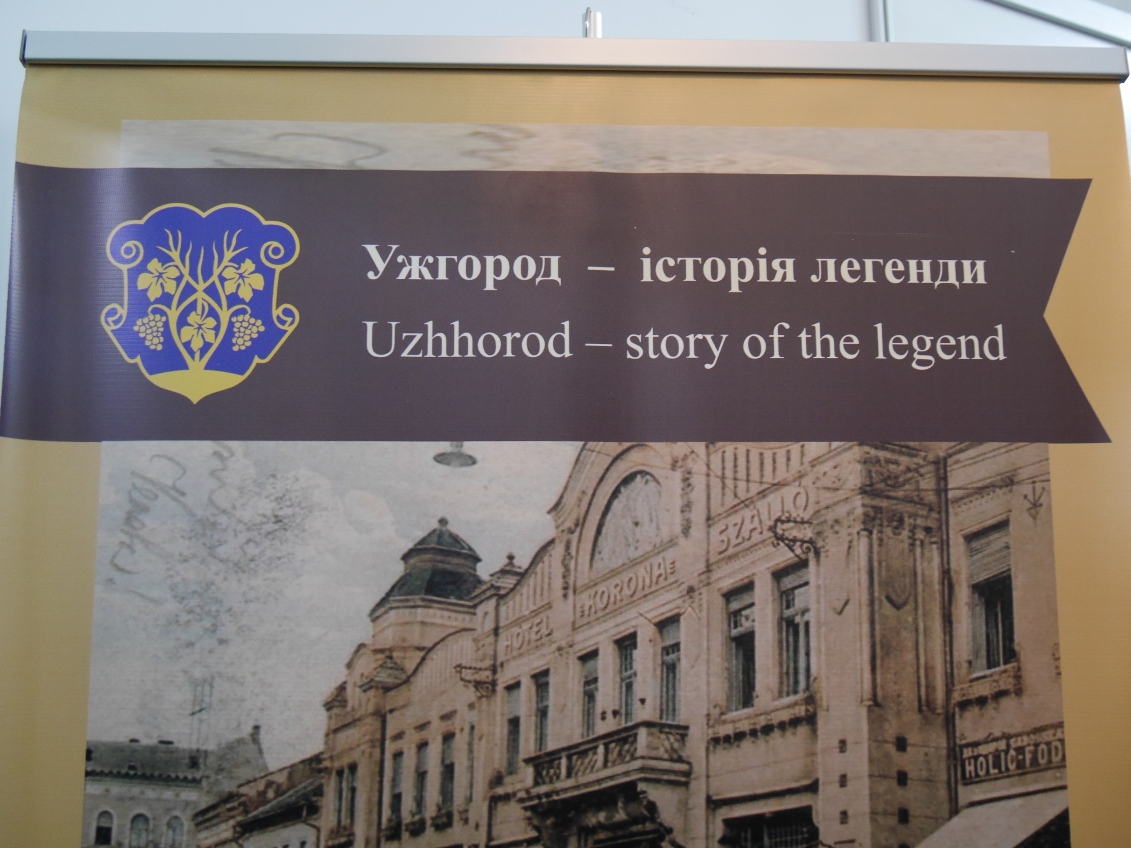 Ужгород – історія легенди
Uzhhorod – story of the legend
HOTEL KORONA SZALLO
HOLIC-FOD